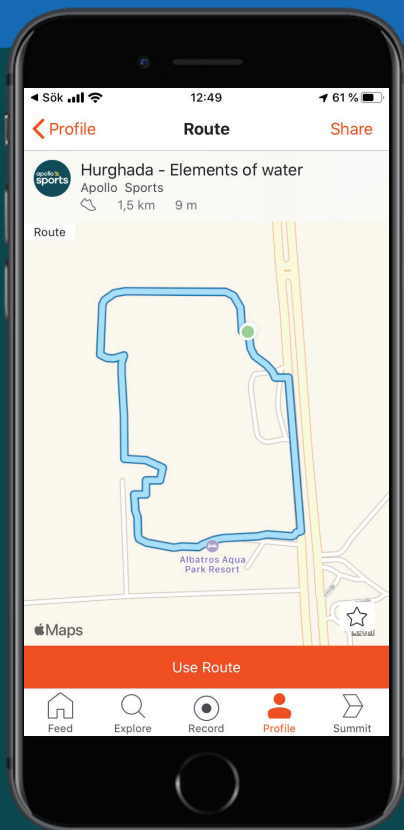 ◀ Sök 12:49 61 %
Profile Route Share
apollo's sports
Hurghada - Elements of water
Apollo Sports
1,5 km 9 m
Route
Albatros Aqua
Park Resort
Maps
Legal
Use Route
Feed Explore Record Profile Summit